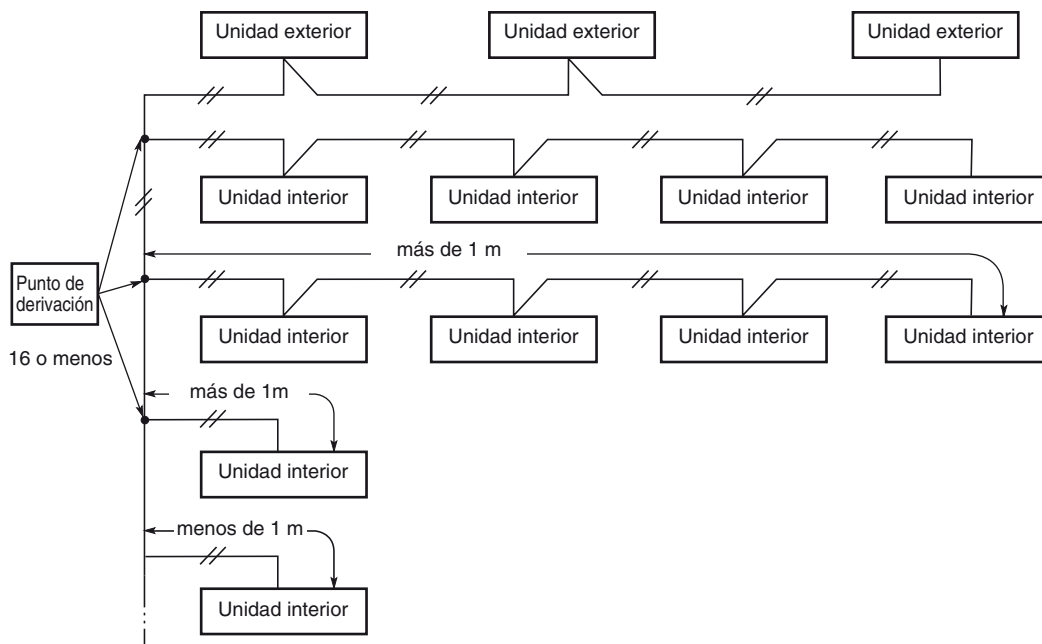 Unidad exterior
Unidad exterior
Unidad exterior
Unidad interior
Unidad interior
Unidad interior
Unidad interior
más de 1 m
Punto de
derivación
Unidad interior
Unidad interior
Unidad interior
Unidad interior
16 o menos
más de 1m
Unidad interior
menos de 1 m
Unidad interior